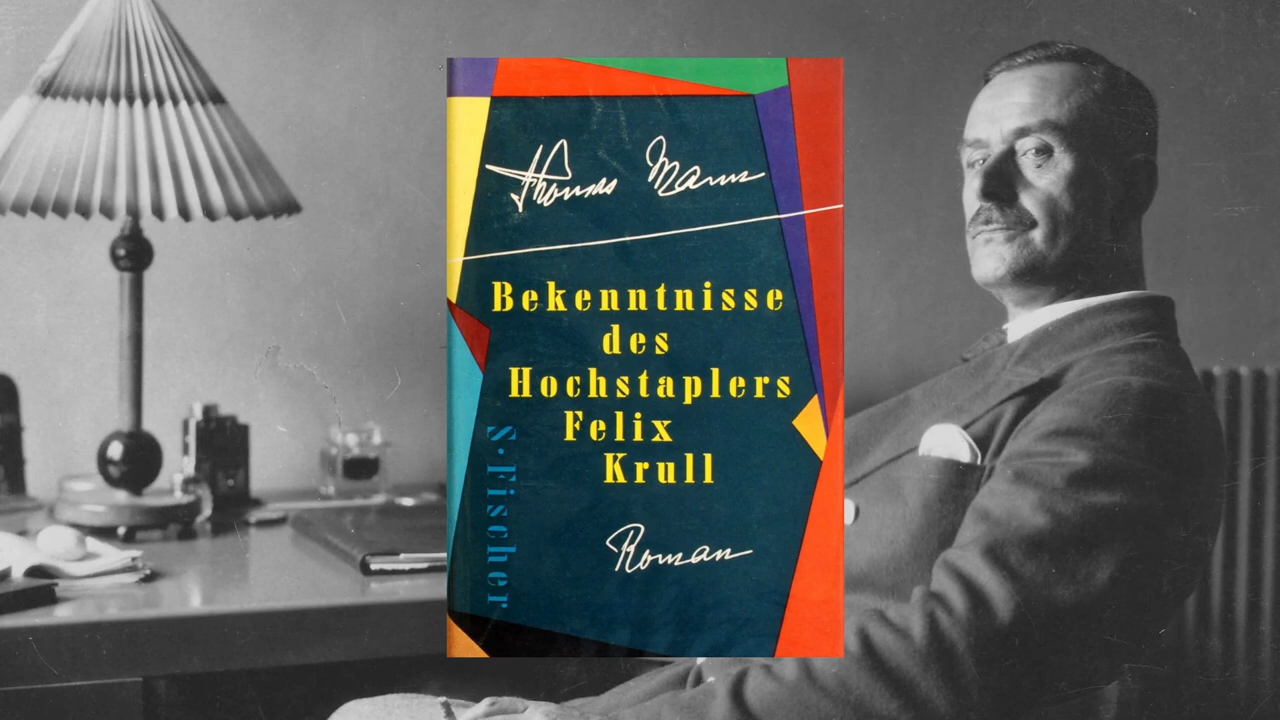 Thomas Mann
Bekenntnisse
des
Hochstaplers
Felix
Krull
Roman
S·Fischer